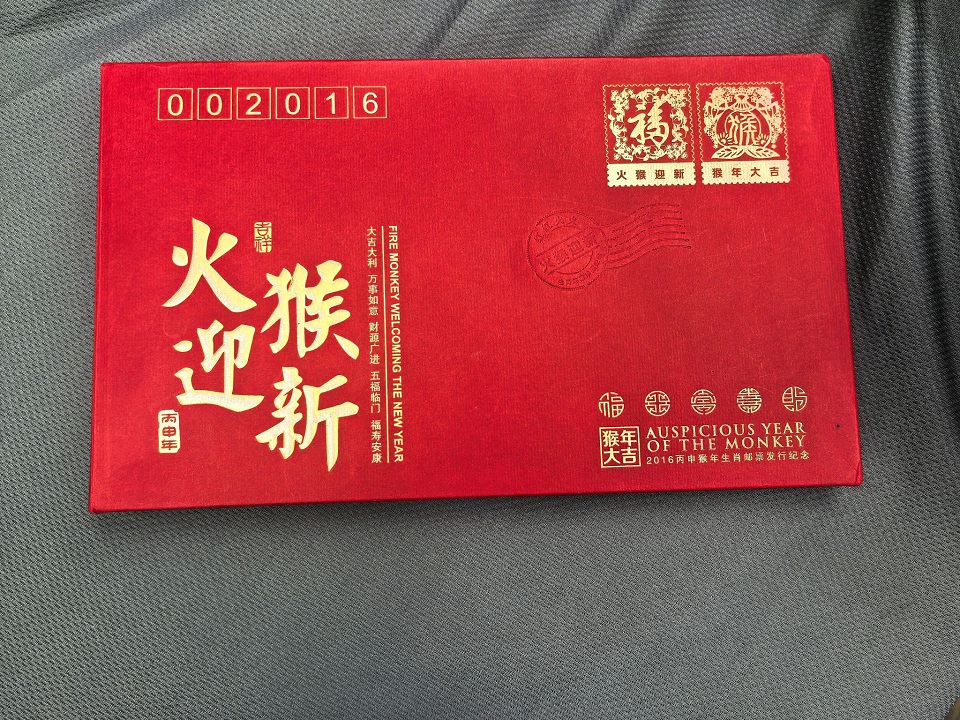 002016
福
猴
火猴迎新
猴年大吉
吉祥
火猴
迎新
丙申年
大吉大利 万事如意 财源广进 五福临门 福寿安康
FIRE MONKEY WELCOMING THE NEW YEAR
猴年
大吉
AUSPICIOUS YEAR
OF THE MONKEY
2016丙申猴年生肖邮票发行纪念